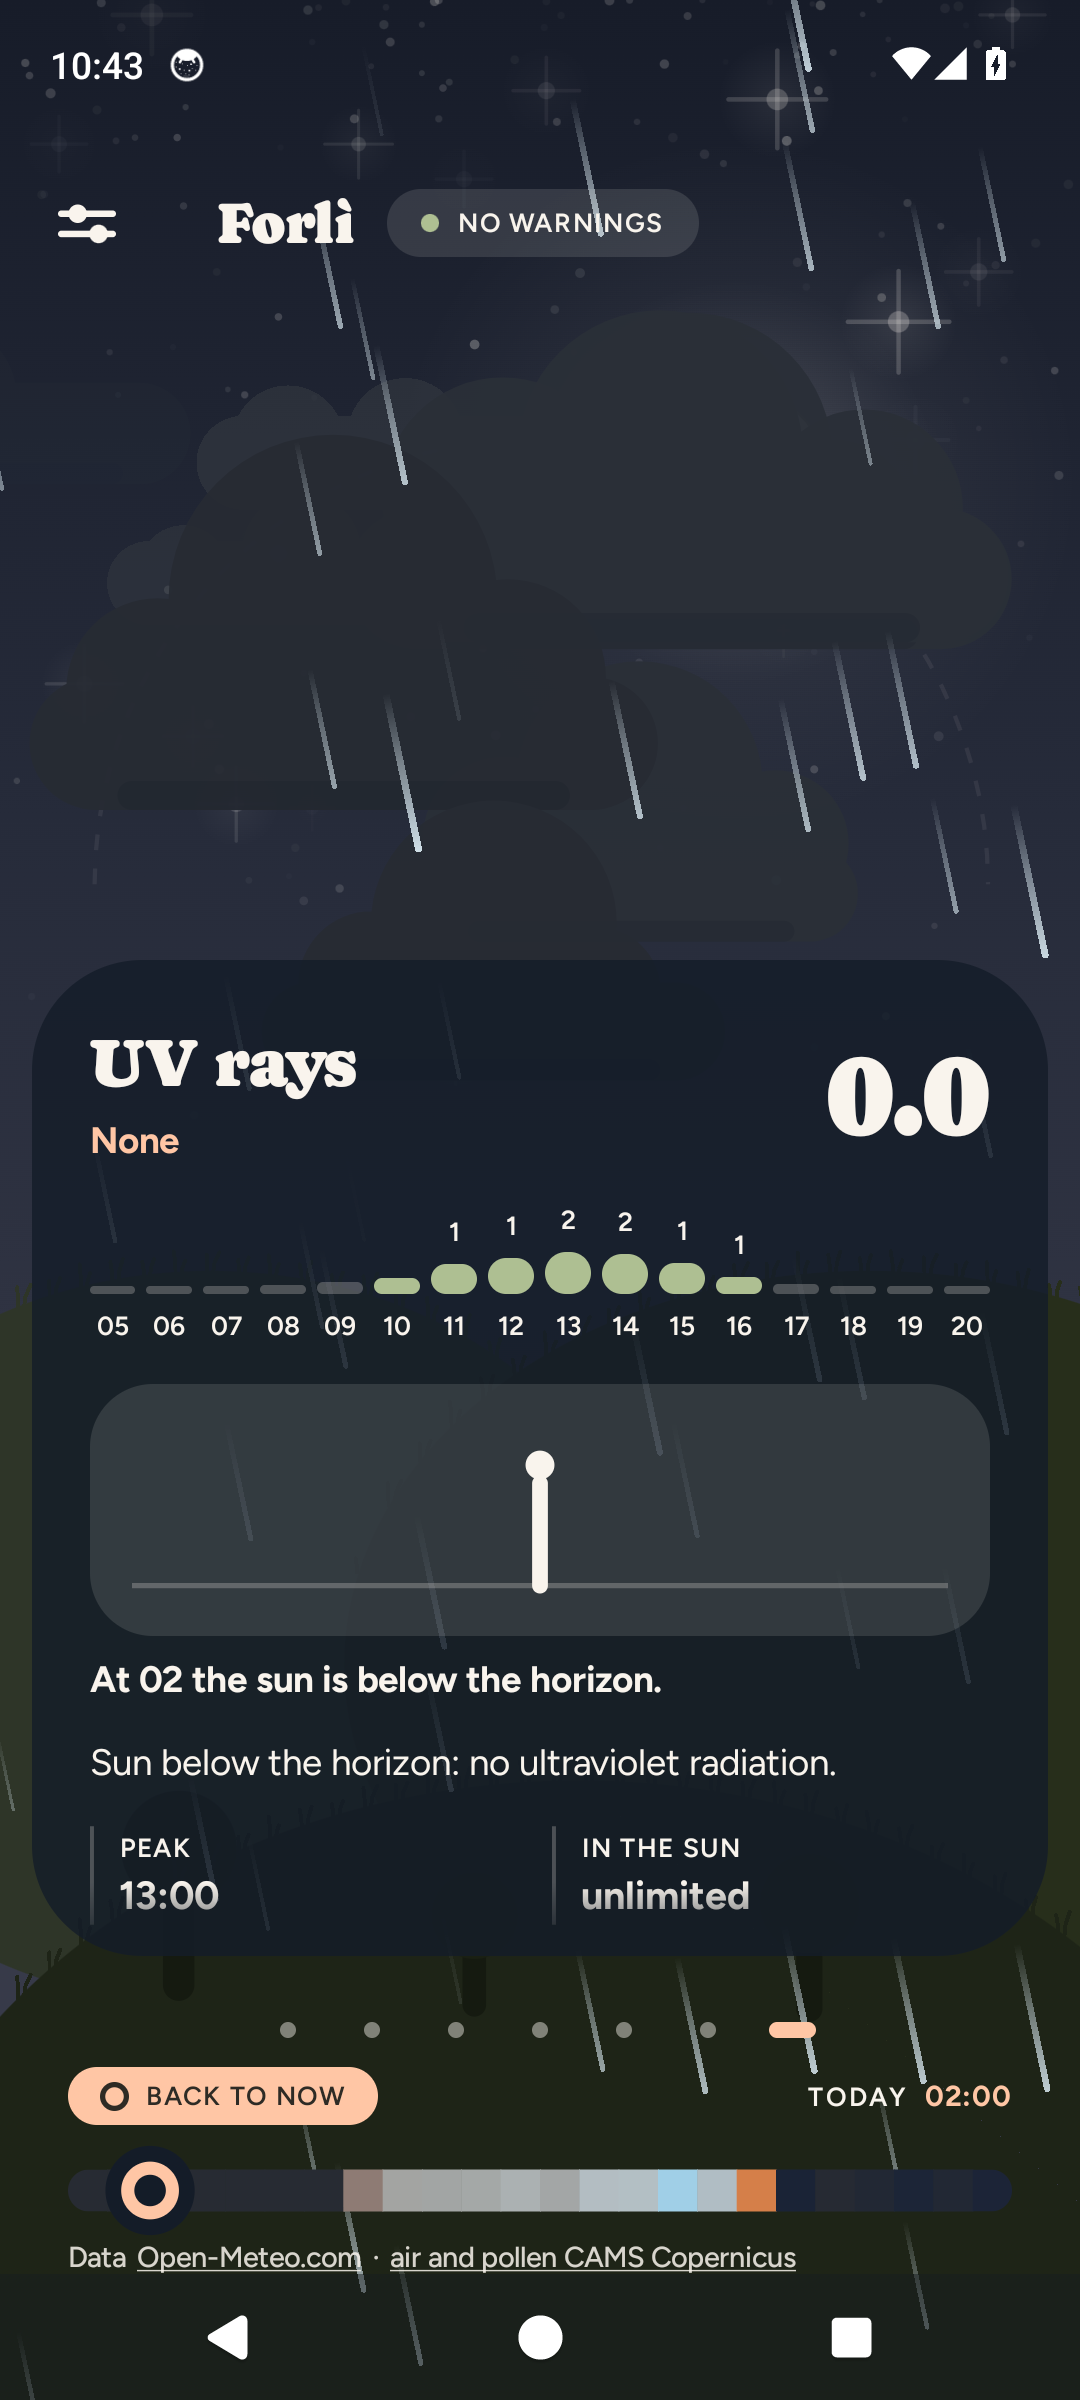 10:43
Forlì
NO WARNINGS
UV rays
0.0
None
1 1 2 2 1 1
05 06 07 08 09 10 11 12 13 14 15 16 17 18 19 20
At 02 the sun is below the horizon.
Sun below the horizon: no ultraviolet radiation.
PEAK
13:00
IN THE SUN
unlimited
BACK TO NOW
TODAY 02:00
Data Open-Meteo.com · air and pollen CAMS Copernicus